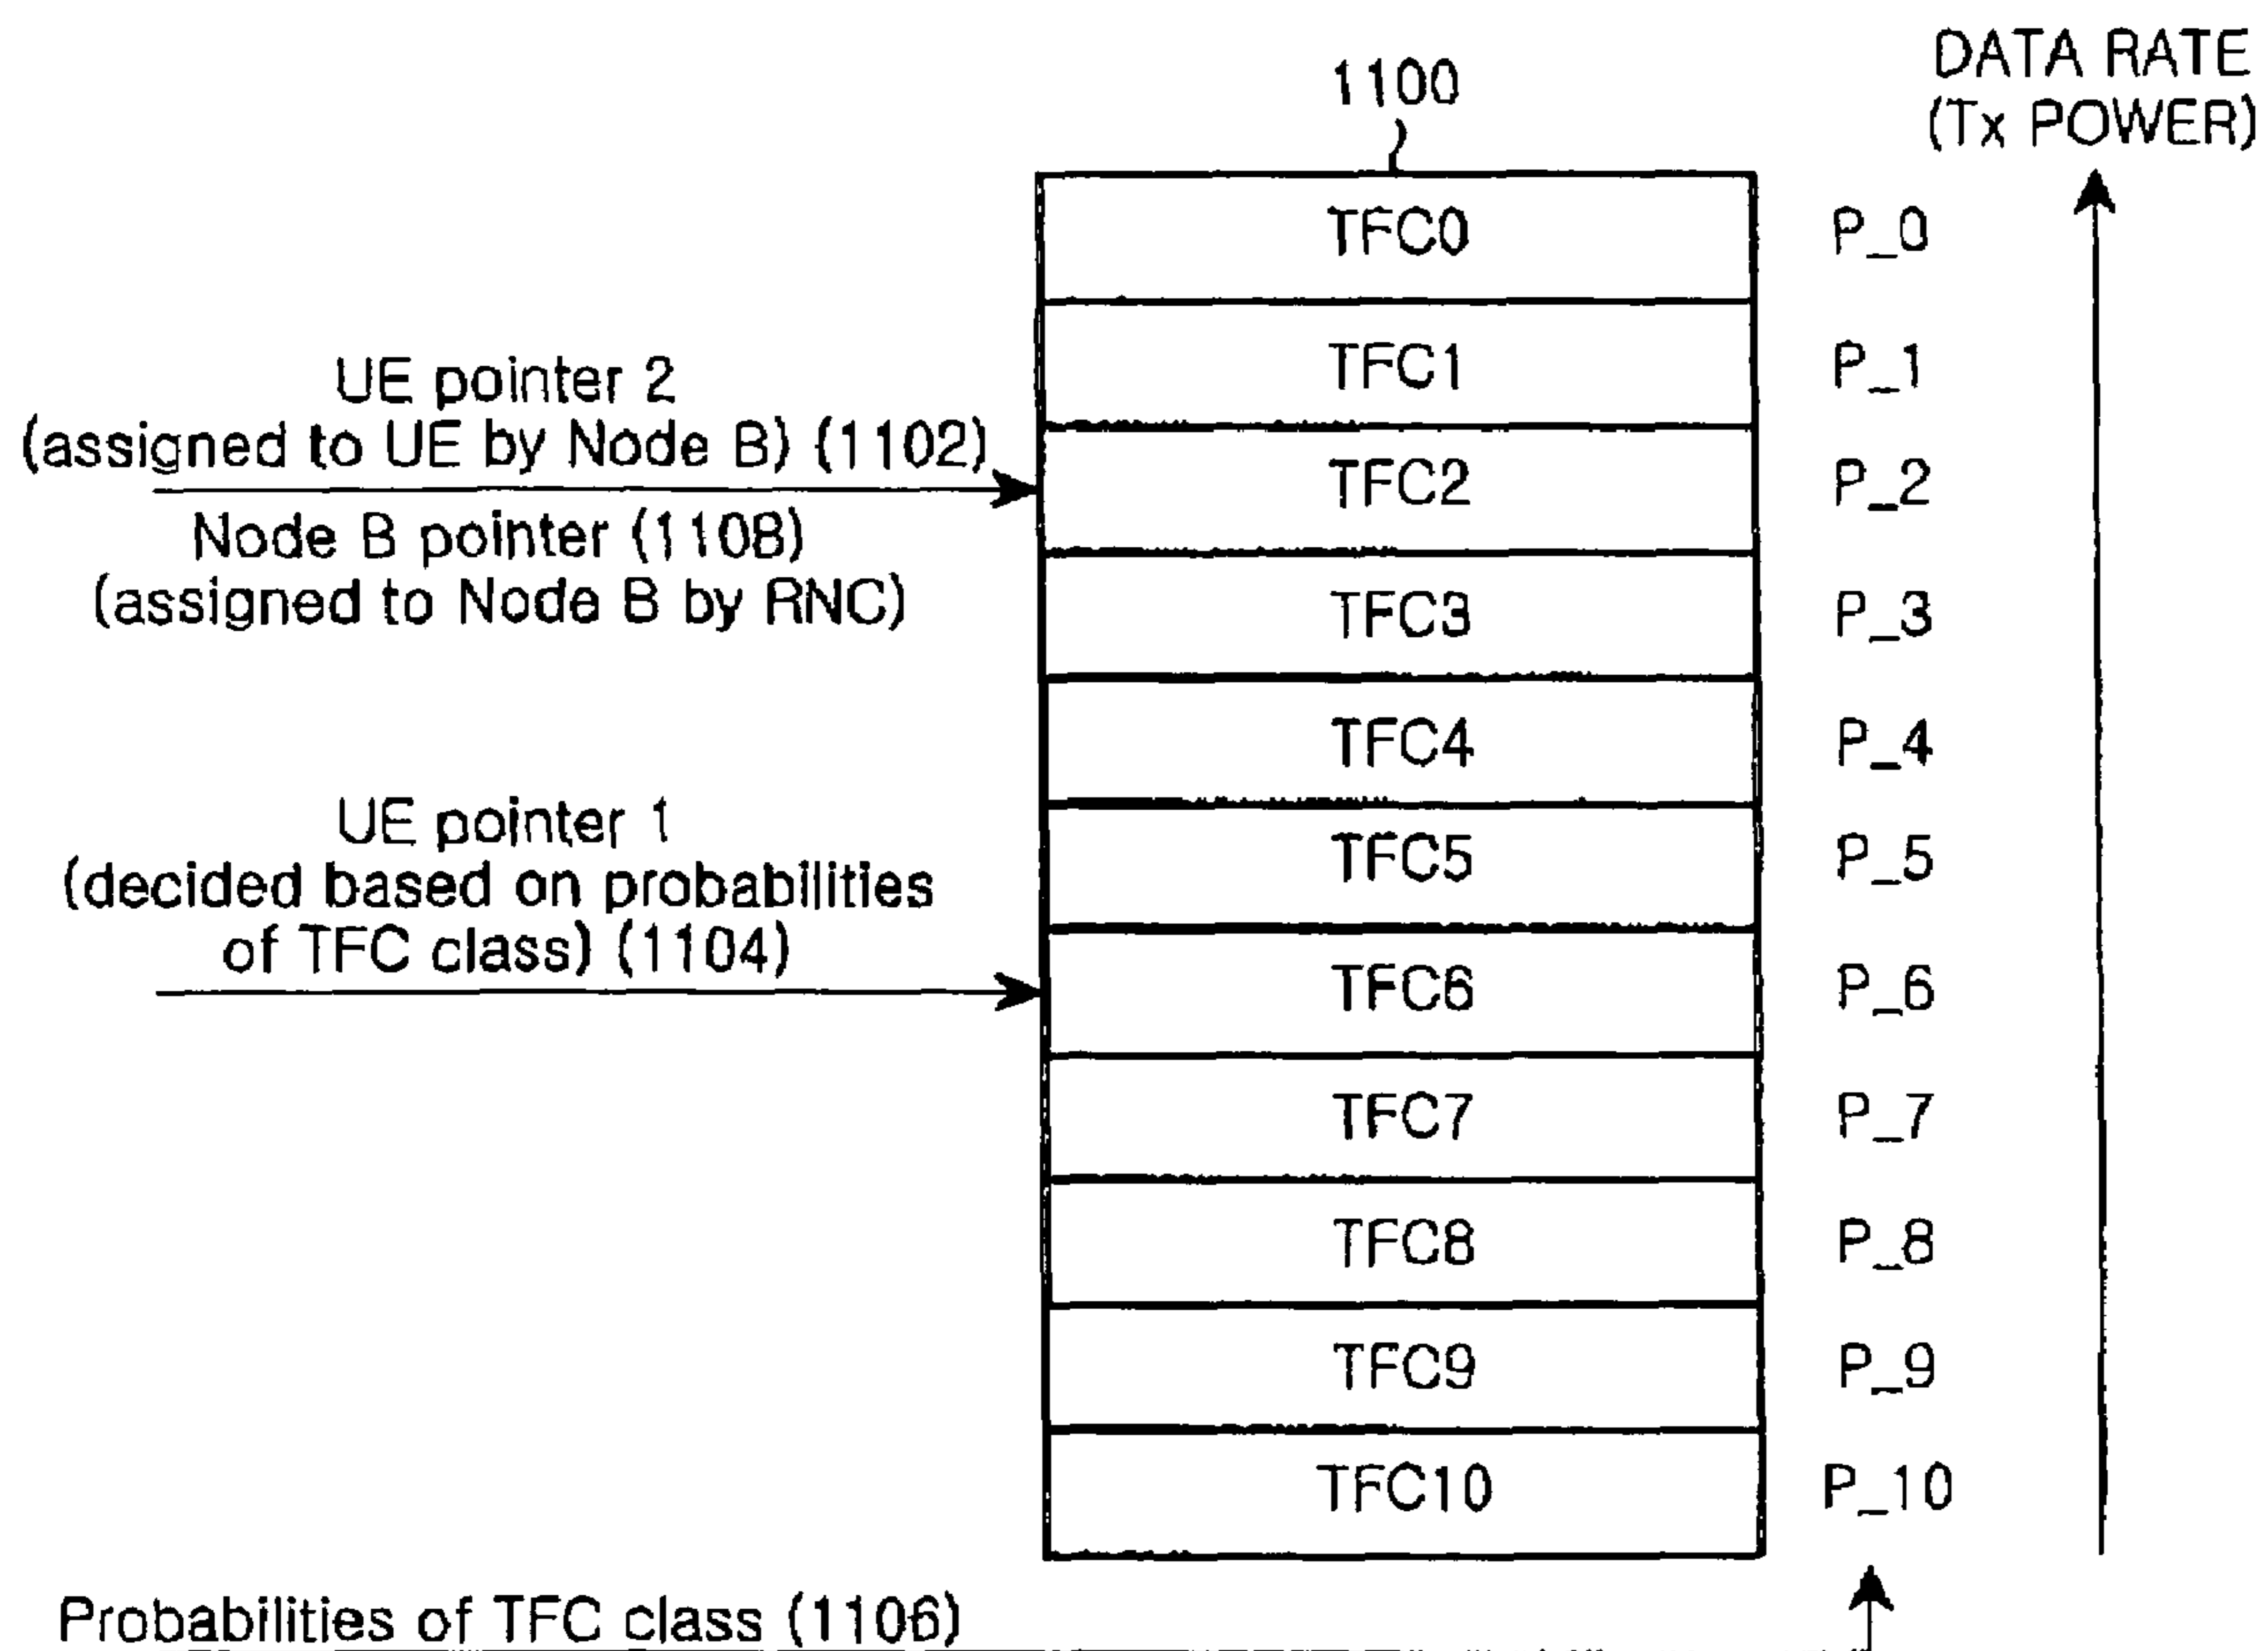 DATA RATE
(Tx POWER)
1100
TFC0 P_0
TFC1 P_1
UE pointer 2
(assigned to UE by Node B) (1102)
TFC2 P_2
Node B pointer (1108)
(assigned to Node B by RNC)
TFC3 P_3
TFC4 P_4
UE pointer 1
(decided based on probabilities
of TFC class) (1104)
TFC5 P_5
TFC6 P_6
TFC7 P_7
TFC8 P_8
TFC9 P_9
TFC10 P_10
Probabilities of TFC class (1106)